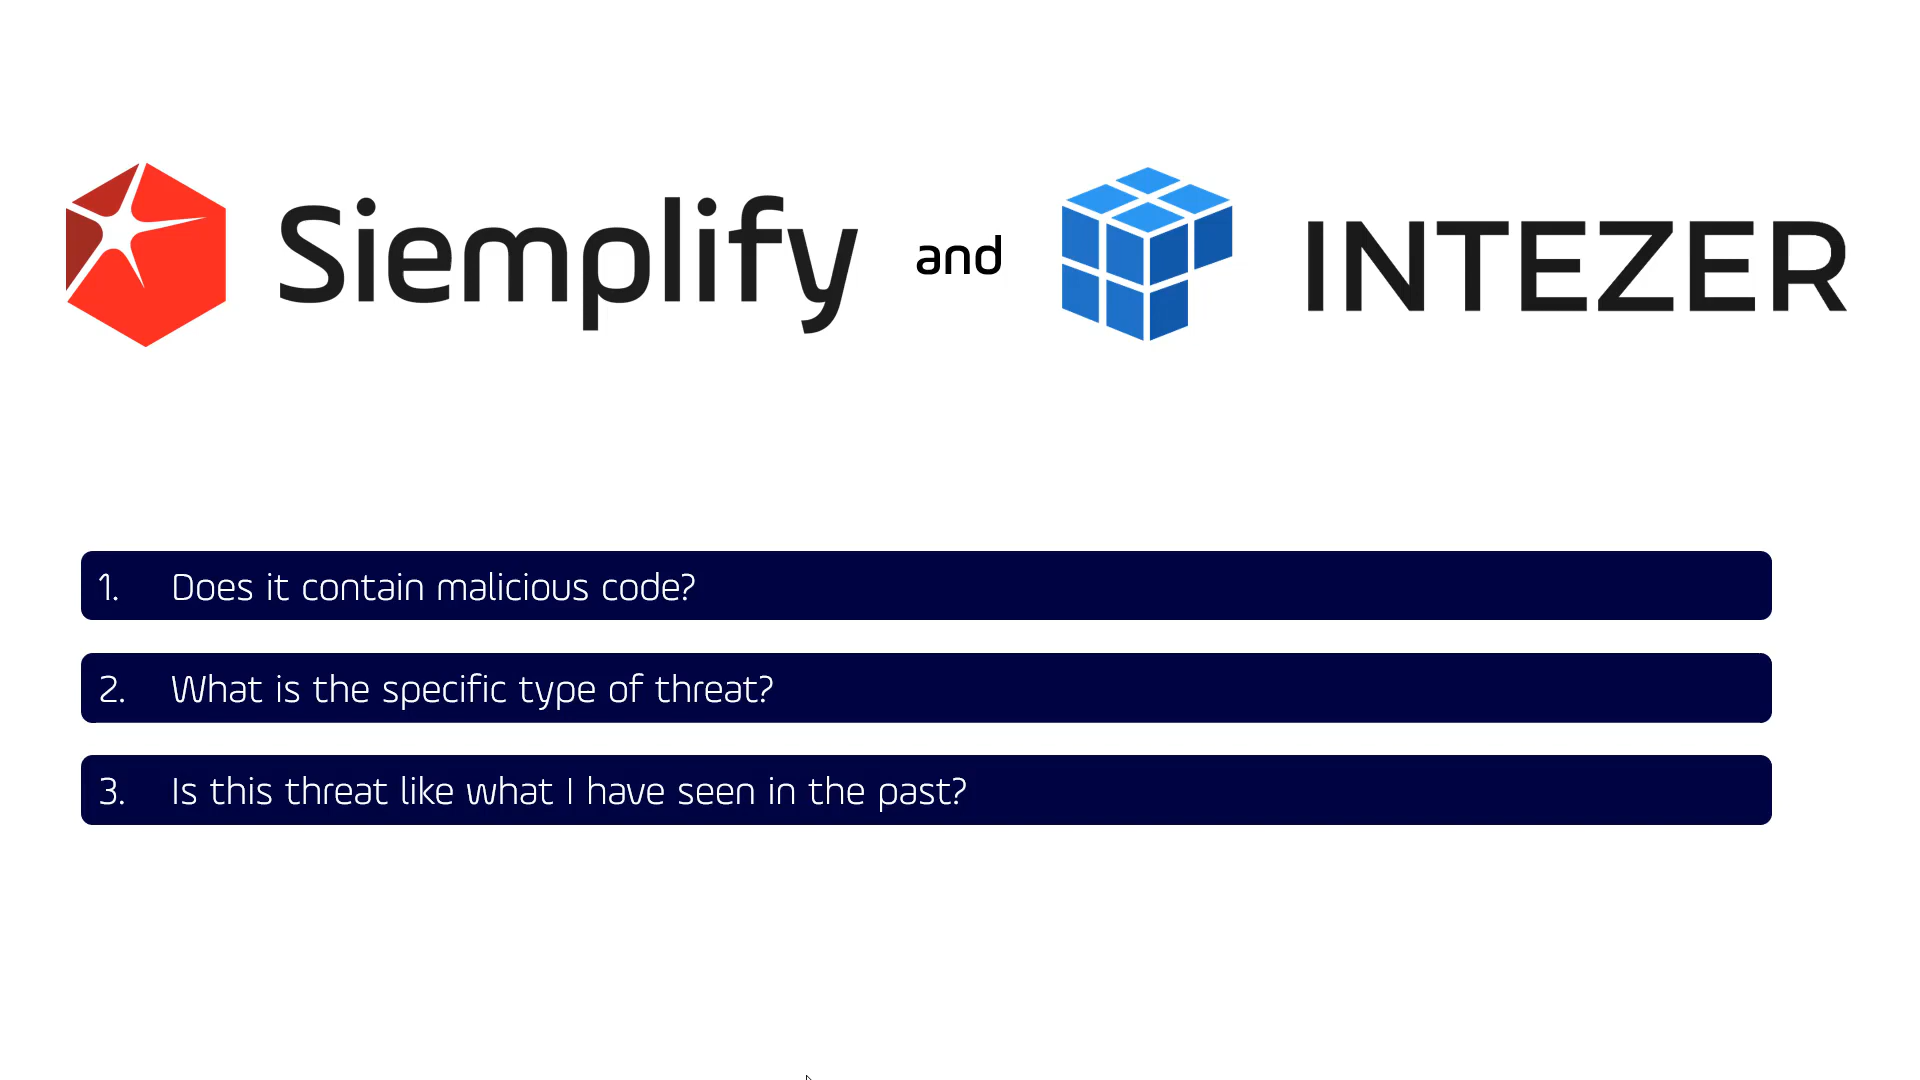 Siemplify and INTEZER
1. Does it contain malicious code?
2. What is the specific type of threat?
3. Is this threat like what I have seen in the past?